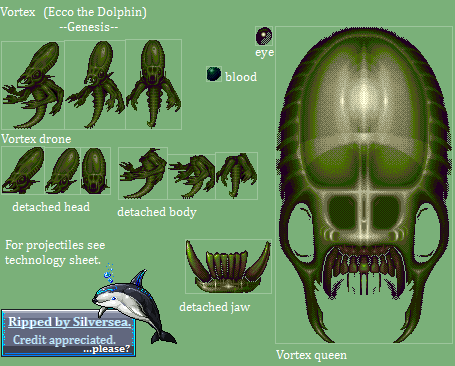 Vortex (Ecco the Dolphin)
--Genesis--
eye
blood
Vortex drone
detached head
detached body
For projectiles see
technology sheet.
detached jaw
Ripped by Silversea.
Credit appreciated.
...please?
Vortex queen